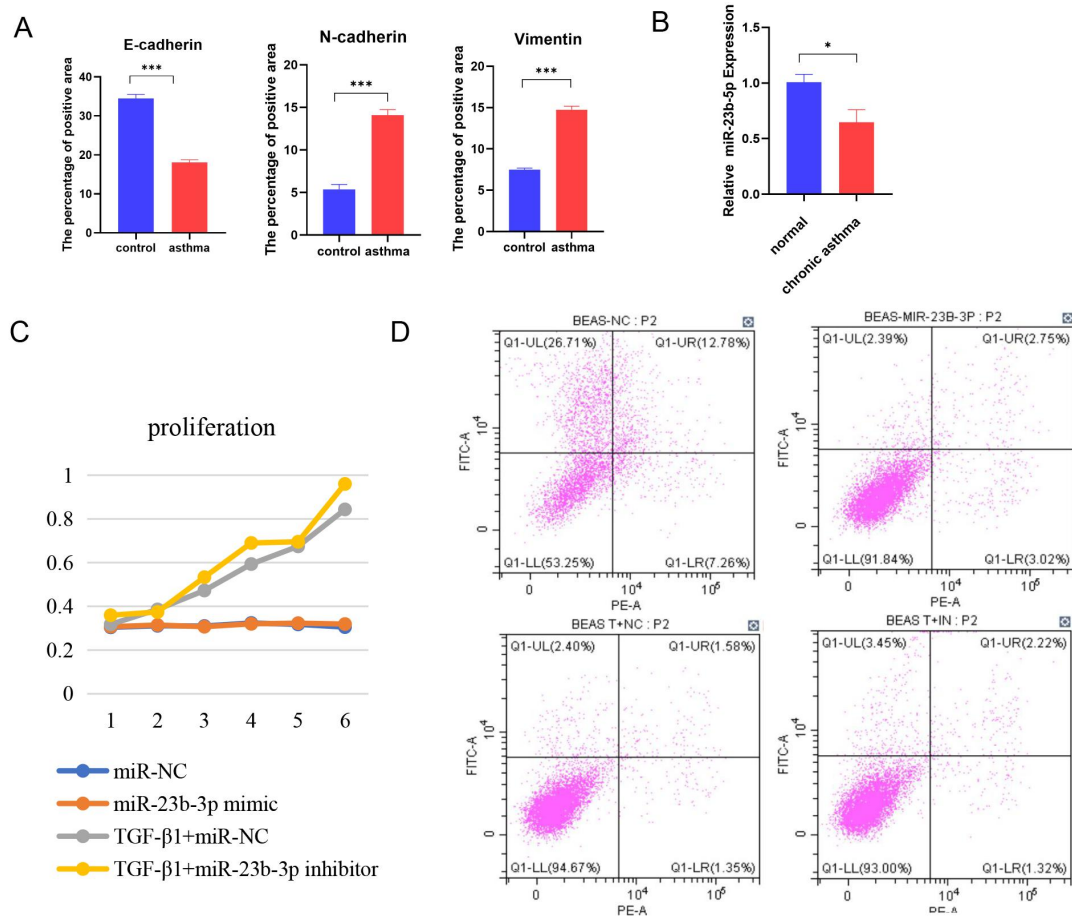 A
E-cadherin
The percentage of positive area
***
40
30
20
10
0
control
asthma
N-cadherin
The percentage of positive area
***
20
15
10
5
0
control
asthma
Vimentin
The percentage of positive area
***
20
15
10
5
0
control
asthma
B
Relative miR-23b-5p Expression
*
1.5
1.0
0.5
0.0
normal
chronic asthma
C
proliferation
1
0.8
0.6
0.4
0.2
0
1 2 3 4 5 6
miR-NC
miR-23b-3p mimic
TGF-β1+miR-NC
TGF-β1+miR-23b-3p inhibitor
D
BEAS-NC : P2
Q1-UL(26.71%) Q1-UR(12.78%)
FITC-A
10⁴
0
Q1-LL(53.25%) Q1-LR(7.26%)
0 10⁴ 10⁵
PE-A
BEAS-MIR-23B-3P : P2
Q1-UL(2.39%) Q1-UR(2.75%)
FITC-A
10⁴
0
Q1-LL(91.84%) Q1-LR(3.02%)
0 10⁴ 10⁵
PE-A
BEAS T+NC : P2
Q1-UL(2.40%) Q1-UR(1.58%)
FITC-A
10⁴
0
Q1-LL(94.67%) Q1-LR(1.35%)
0 10⁴ 10⁵
PE-A
BEAS T+IN : P2
Q1-UL(3.45%) Q1-UR(2.22%)
FITC-A
10⁴
0
Q1-LL(93.00%) Q1-LR(1.32%)
0 10⁴ 10⁵
PE-A